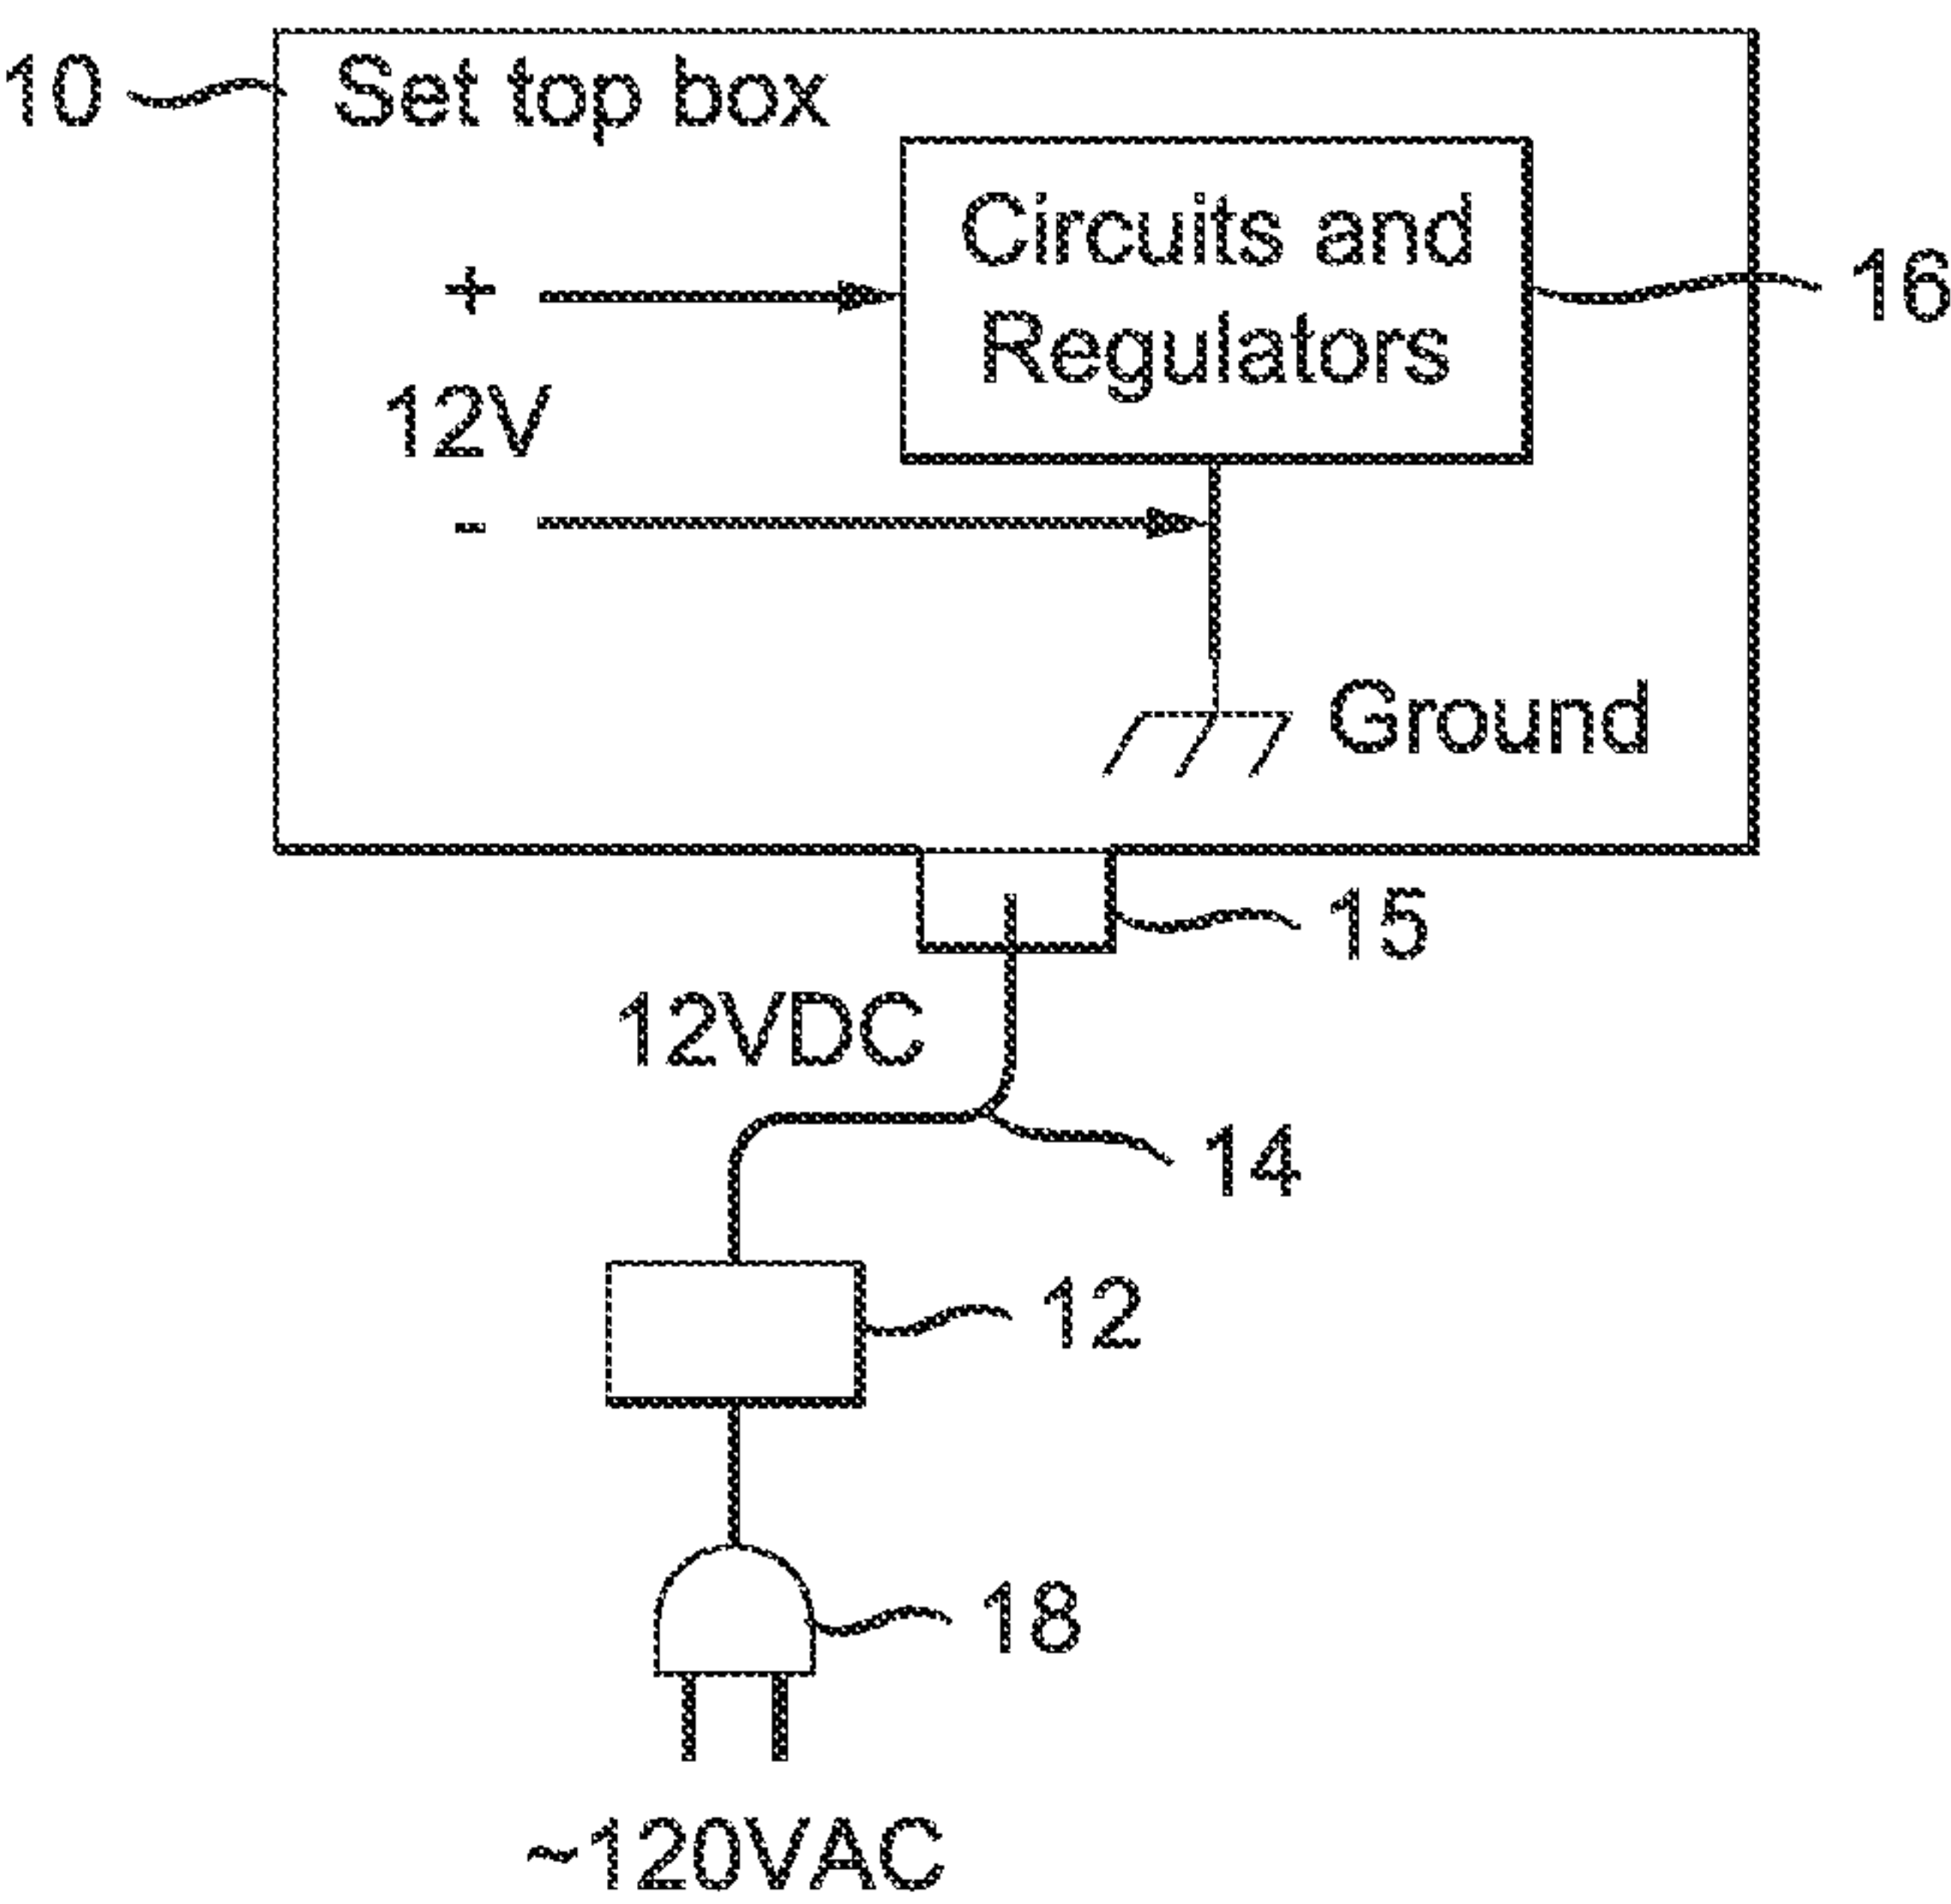 10
Set top box
Circuits and
Regulators
+
16
12V
-
Ground
15
12VDC
14
12
18
~120VAC